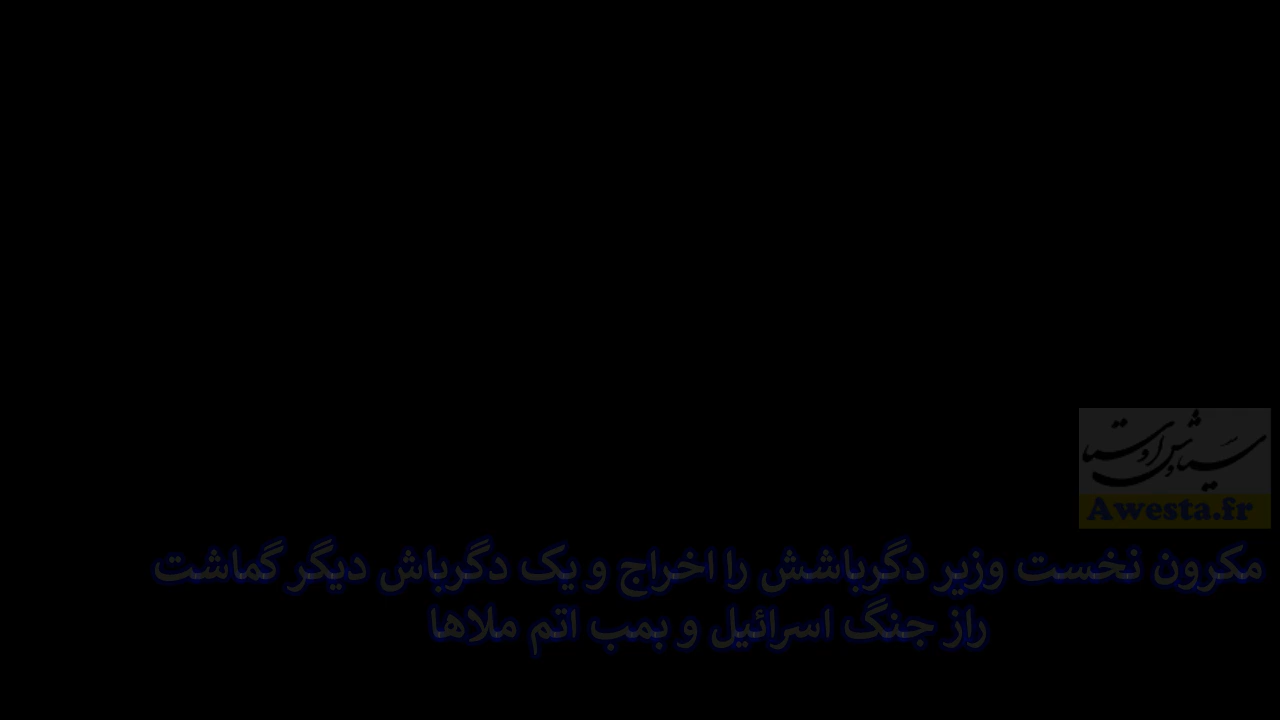 سیاوش اوستا
Awesta.fr
مکرون نخست وزیر دگرباشش را اخراج و یک دگرباش دیگر گماشت
راز جنگ اسرائیل و بمب اتم ملاها